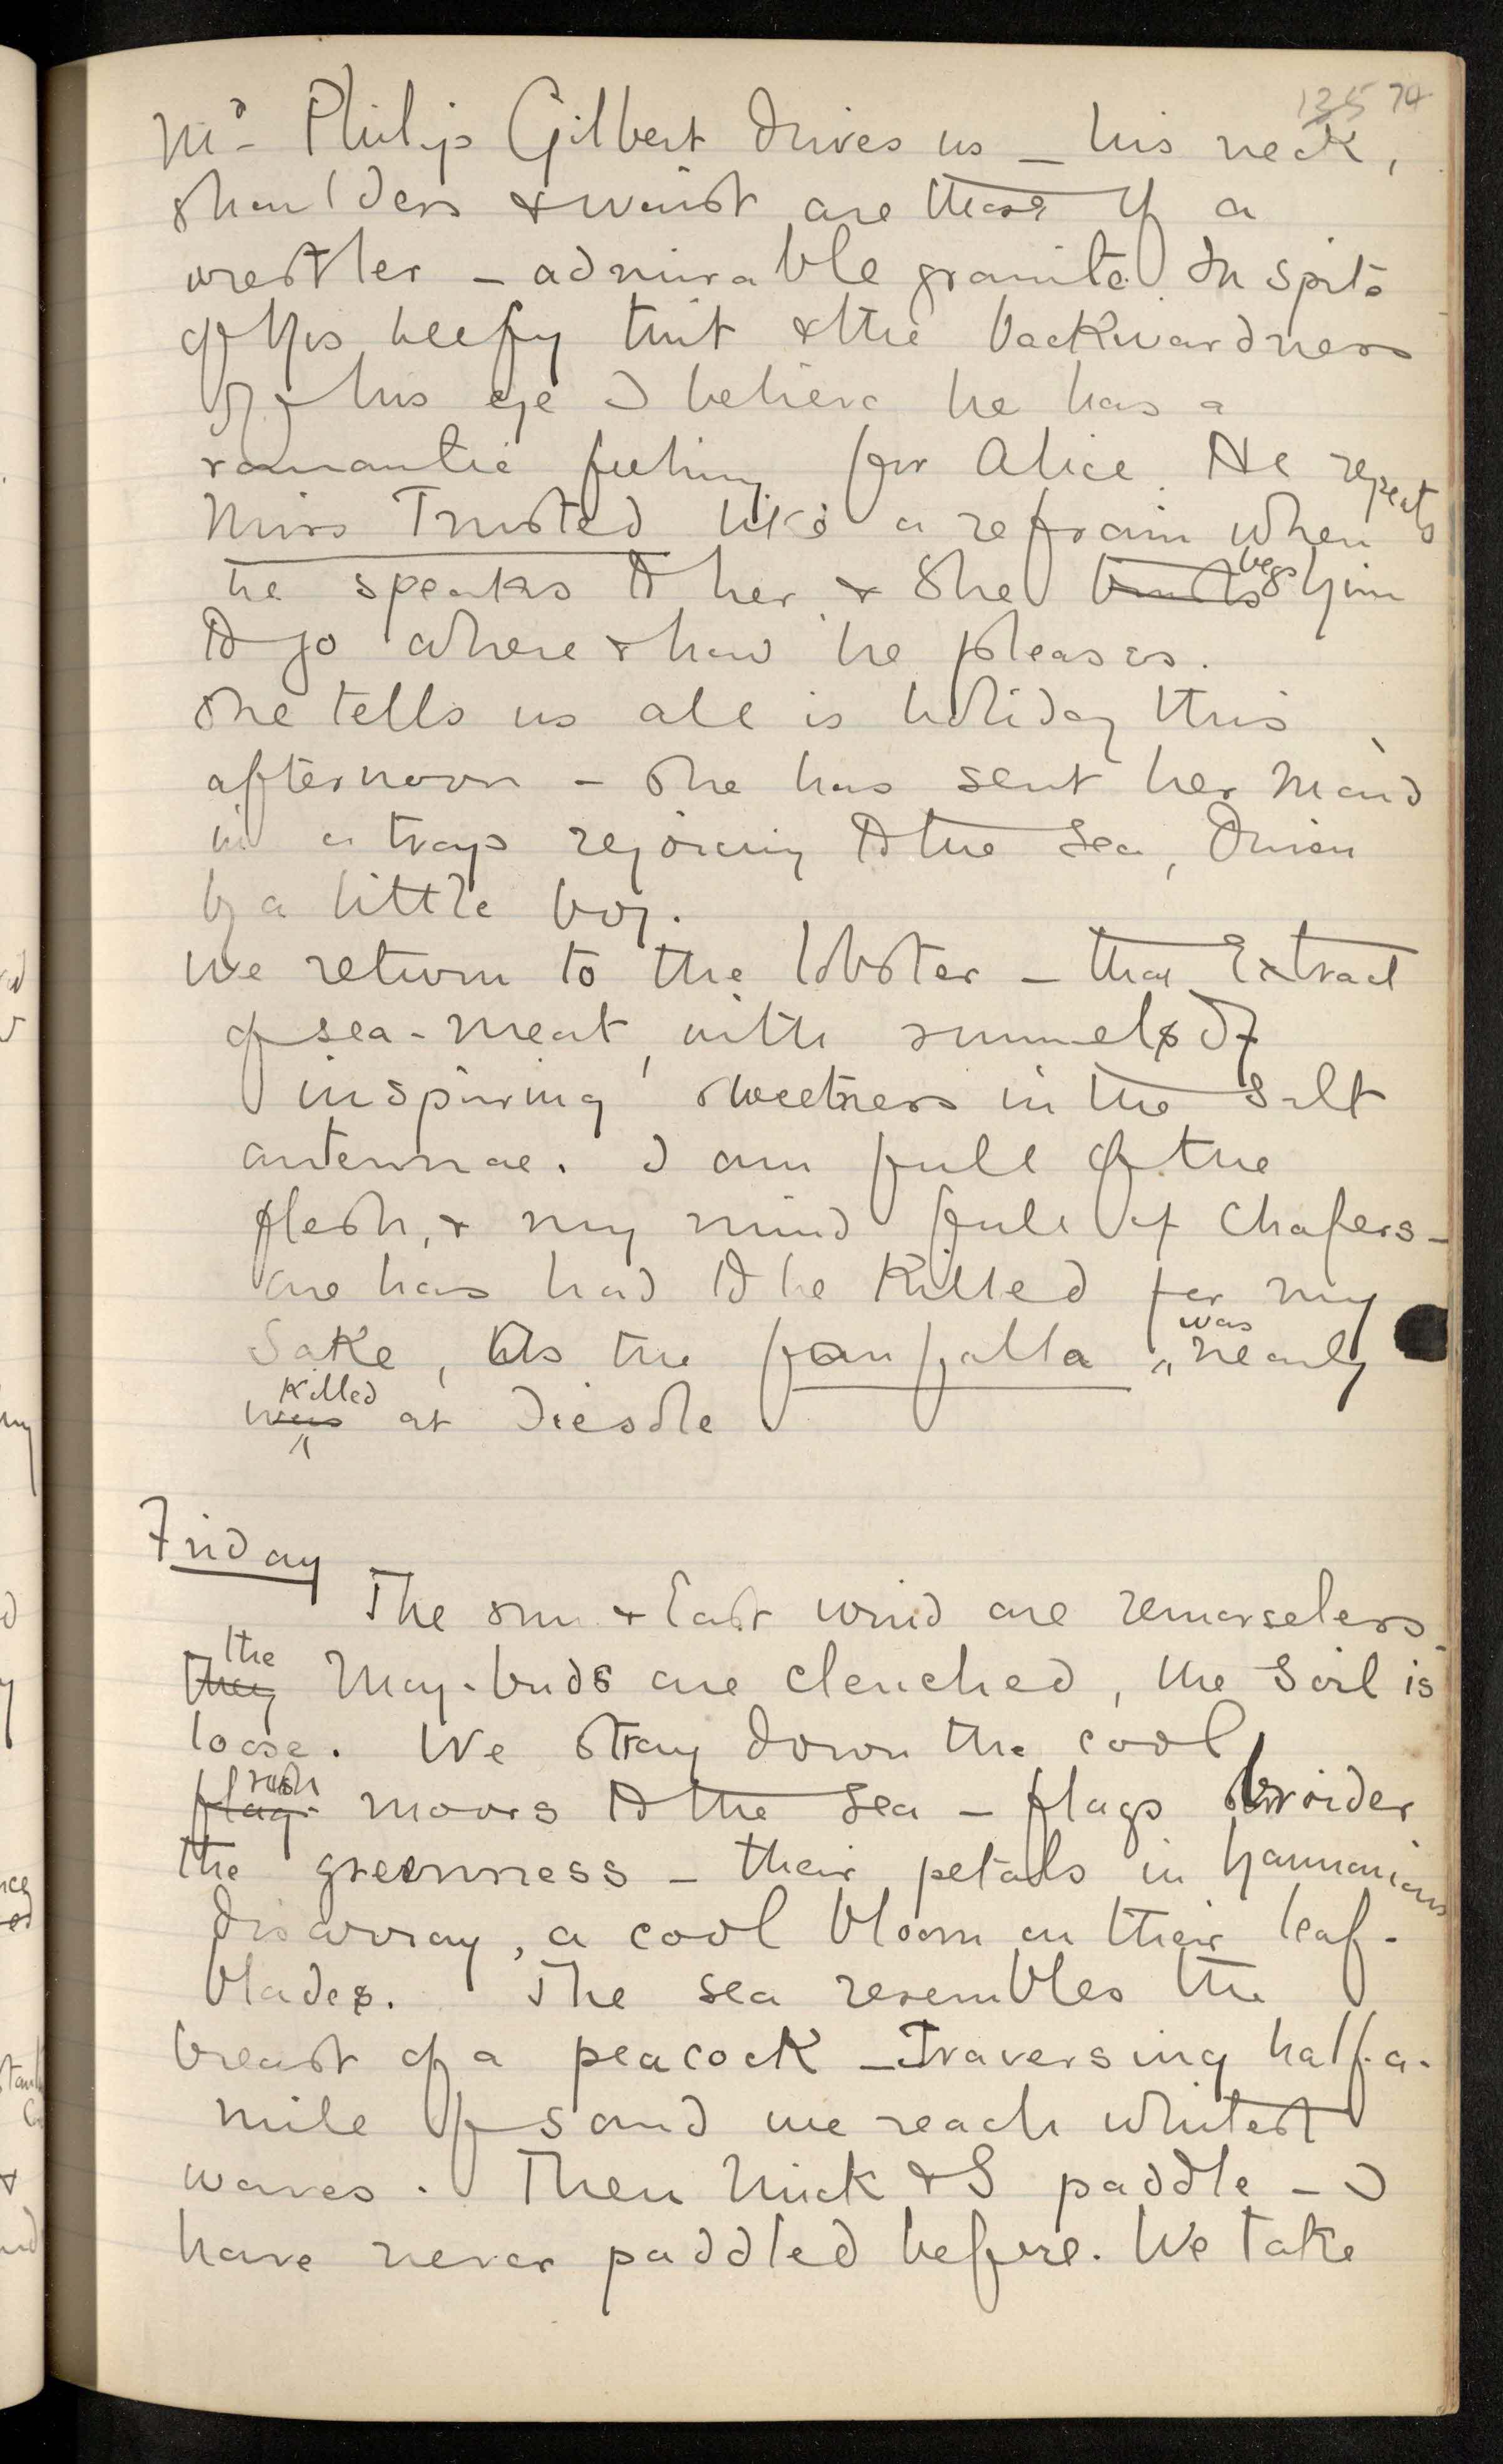 135 74
Mr Philip Gilbert drives us _ his neck,
shoulders & waist are those of a
wrestler – admirable granite. In spite
of his beefy tint & the backwardness
of his eye I believe he has a
romantic feeling for Alice. He repeats
Miss Trusted like a refrain when
he speaks to her & she begs him
to go where & how he pleases.
She tells us all is holiday this
afternoon – she has sent her maid
in a trap rejoicing to the sea, driven
by a little boy.
We return to the lobster – that Extract
of sea-meat, with runnels of
inspiring sweetness in the salt
antennae. I am full of the
flesh, & my mind full of Chafers –
one has had to be killed for my
sake, as the farfalla was nearly
killed at Fiesole
Friday
The sun & East wind are remorseless.
the May-buds are clenched, the soil is
loose. We stray down the cool,
rush moors to the sea – flags broider
the greenness – their petals in harmonious
disarray, a cool bloom on their leaf-
blades. The sea resembles the
breast of a peacock – Traversing half-a-
mile of sand we reach whitest
waves. Then Mick & I paddle – I
have never paddled before. We take